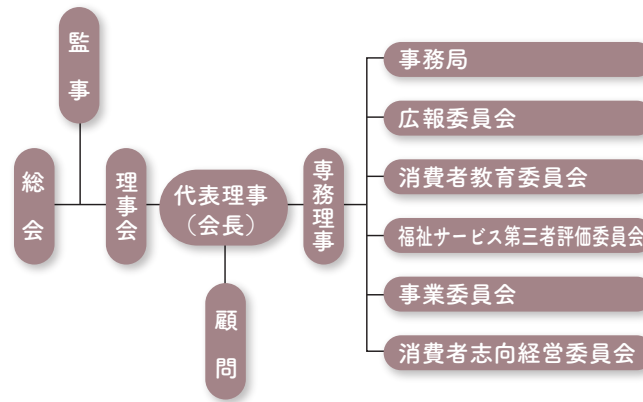 監事
総会
理事会
代表理事
（会長）
顧問
専務理事
事務局
広報委員会
消費者教育委員会
福祉サービス第三者評価委員会
事業委員会
消費者志向経営委員会